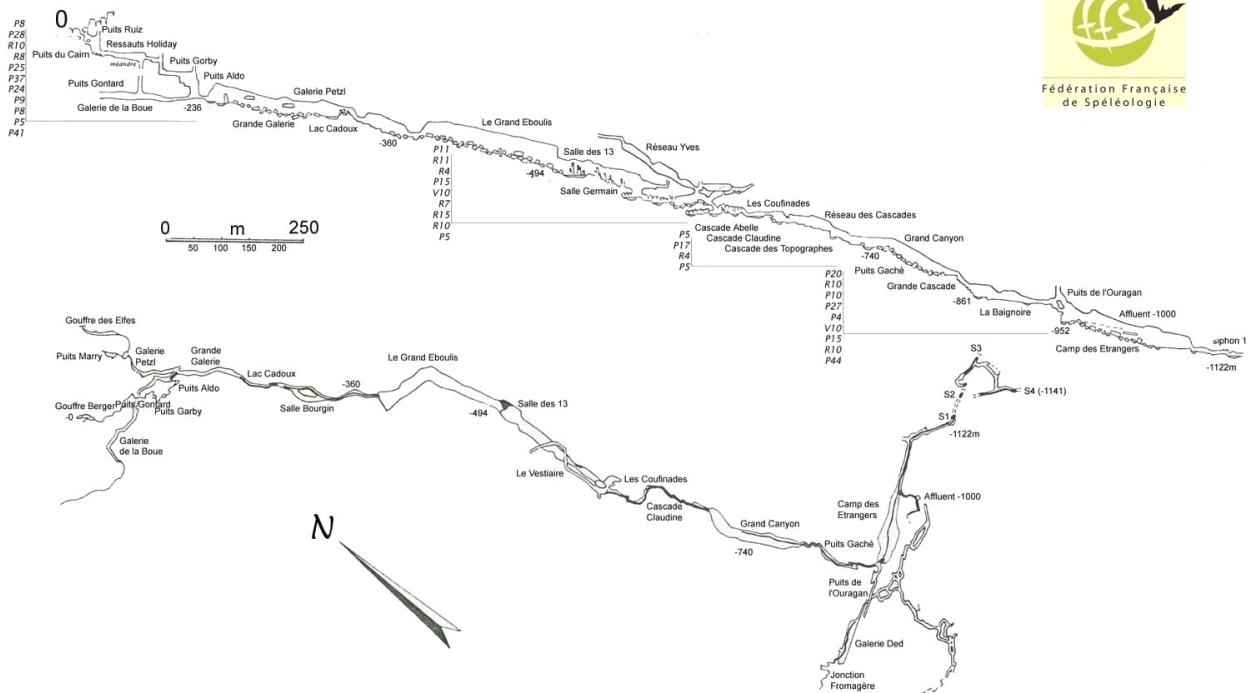 0
P8
P28
R10
R8
P25
P37
P24
P9
P8
P5
P41
Puits Ruiz
Ressauts Holiday
Puits du Cairn
méandre
Puits Gorby
Puits Aldo
Puits Gontard
Galerie de la Boue
-236
Galerie Petzl
Grande Galerie
Lac Cadoux
-360
Le Grand Eboulis
P11
R11
R4
P15
V10
R7
R15
R10
P5
-494
Salle des 13
Réseau Yves
Salle Germain
Les Coufinades
Réseau des Cascades
Cascade Abelle
Cascade Claudine
Cascade des Topographes
P5
P17
R4
P5
Grand Canyon
-740
Puits Gaché
Grande Cascade
-861
P20
R10
P10
P27
P4
V10
P15
R10
P44
La Baignoire
Puits de l'Ouragan
Affluent -1000
-952
Camp des Etrangers
siphon 1
-1122m
Fédération Française
de Spéléologie
ffs
0 m 250
50 100 150 200
Gouffre des Elfes
Puits Marry
Galerie
Petzl
Grande
Galerie
Puits Aldo
Gouffre Berger
-0
Puits Gontard
Puits Garby
Galerie
de la Boue
Lac Cadoux
Salle Bourgin
-360
Le Grand Eboulis
-494
Salle des 13
Le Vestiaire
Les Coufinades
Cascade
Claudine
Grand Canyon
-740
Puits Gaché
Puits de
l'Ouragan
Camp des
Etrangers
Affluent -1000
S1
-1122m
S2
S3
S4 (-1141)
Galerie Ded
Jonction
Fromagère
N